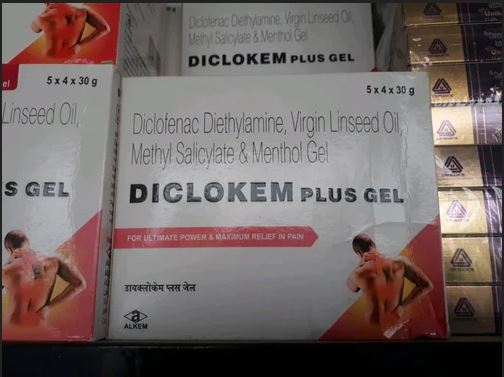 Diclofenac Diethylamine, Virgin Linseed Oil,
Methyl Salicylate & Menthol Gel
DICLOKEM PLUS GEL
el
5 x 4 x 30 g
Linseed Oil,
S GEL
5 x 4 x 30 g
Diclofenac Diethylamine, Virgin Linseed Oil,
Methyl Salicylate & Menthol Gel
DICLOKEM PLUS GEL
FOR ULTIMATE POWER & MAXIMUM RELIEF IN PAIN
डायक्लोकेम प्लस जेल
a
ALKEM